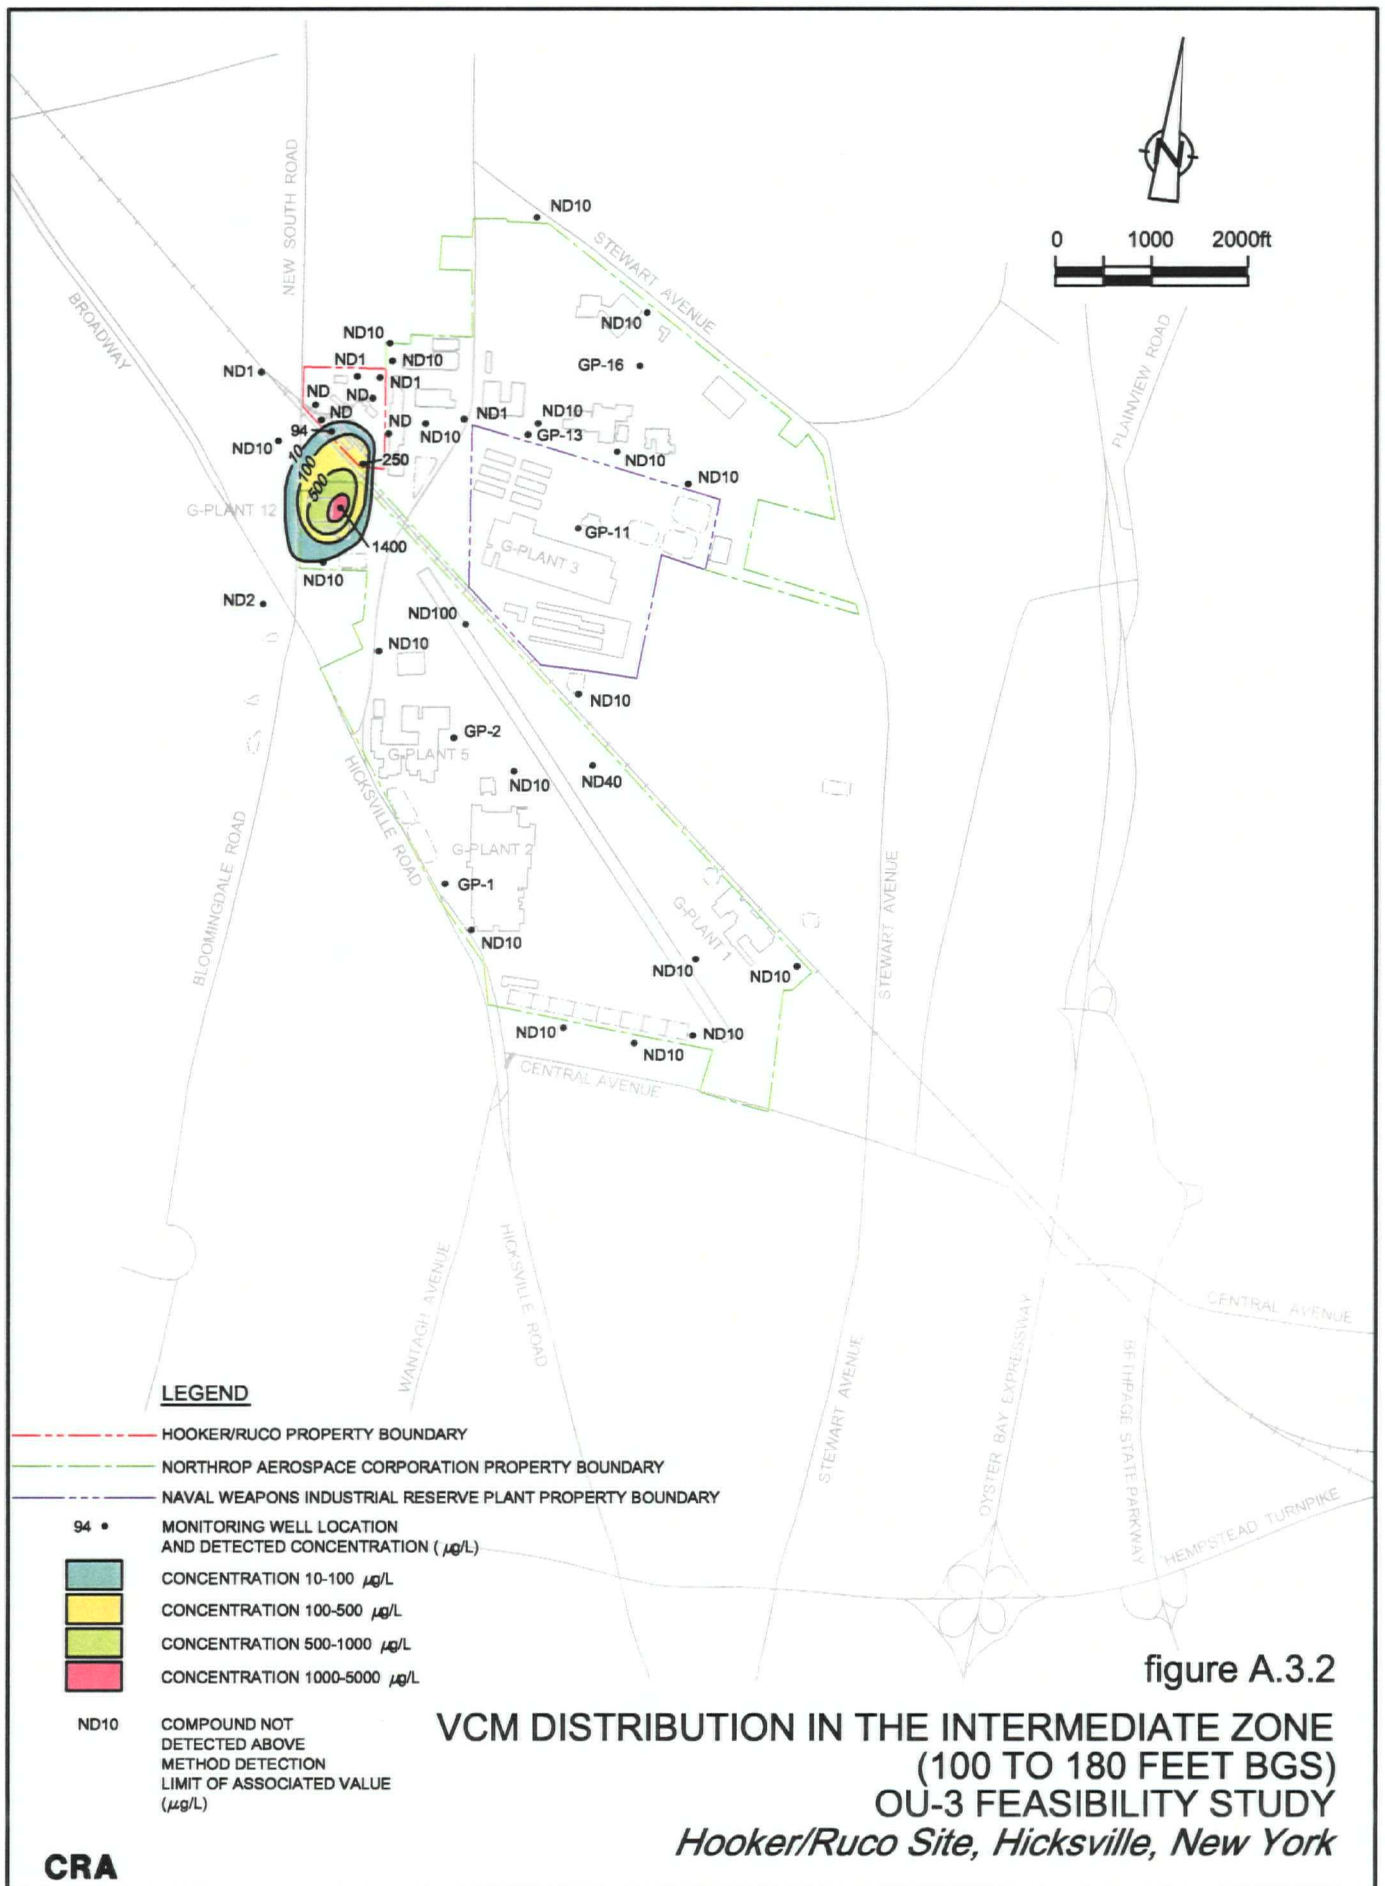 N
0 1000 2000ft
NEW SOUTH ROAD
BROADWAY
STEWART AVENUE
PLAINVIEW ROAD
ND10
ND10
GP-16
ND10
ND10
ND1
ND1
ND1
ND
ND
ND
ND
ND1
ND10
ND10
GP-13
ND10
ND10
94
ND10
250
10
100
500
G-PLANT 12
1400
ND10
GP-11
G-PLANT 3
ND2
ND100
ND10
ND10
GP-2
G-PLANT 5
ND10
ND40
HICKSVILLE ROAD
BLOOMINGDALE ROAD
G-PLANT 2
GP-1
ND10
G-PLANT 1
STEWART AVENUE
ND10
ND10
ND10
ND10
ND10
CENTRAL AVENUE
WANTAGH AVENUE
HICKSVILLE ROAD
STEWART AVENUE
OYSTER BAY EXPRESSWAY
BETHPAGE STATE PARKWAY
CENTRAL AVENUE
HEMPSTEAD TURNPIKE
LEGEND
HOOKER/RUCO PROPERTY BOUNDARY
NORTHROP AEROSPACE CORPORATION PROPERTY BOUNDARY
NAVAL WEAPONS INDUSTRIAL RESERVE PLANT PROPERTY BOUNDARY
94 • MONITORING WELL LOCATION
AND DETECTED CONCENTRATION ( µg/L)
CONCENTRATION 10-100 µg/L
CONCENTRATION 100-500 µg/L
CONCENTRATION 500-1000 µg/L
CONCENTRATION 1000-5000 µg/L
ND10 COMPOUND NOT
DETECTED ABOVE
METHOD DETECTION
LIMIT OF ASSOCIATED VALUE
(µg/L)
figure A.3.2
VCM DISTRIBUTION IN THE INTERMEDIATE ZONE
(100 TO 180 FEET BGS)
OU-3 FEASIBILITY STUDY
Hooker/Ruco Site, Hicksville, New York
CRA